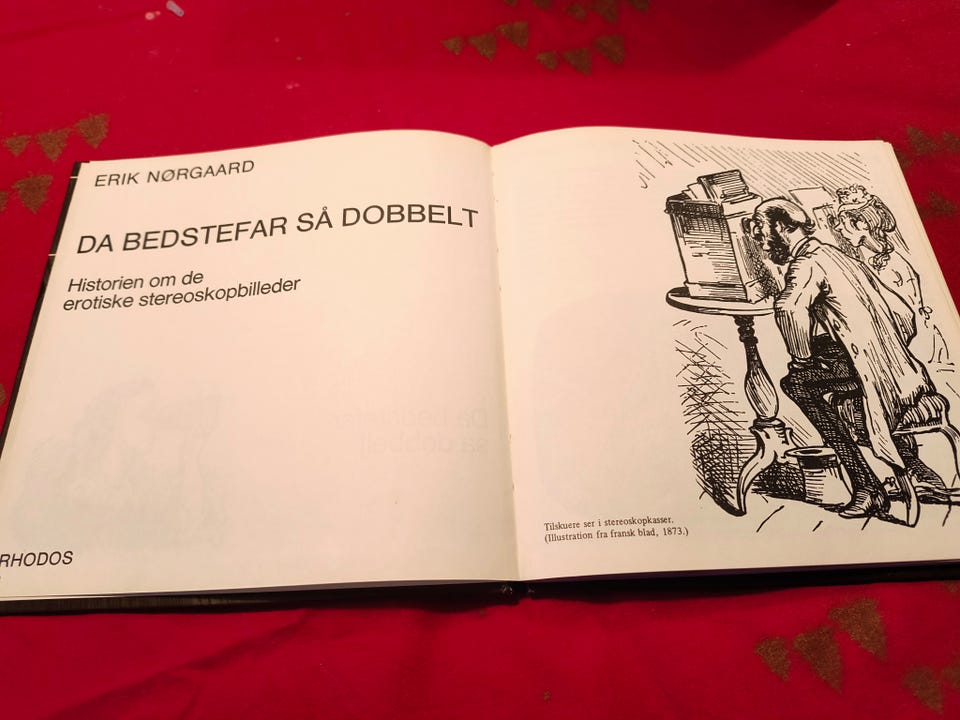 ERIK NØRGAARD
DA BEDSTEFAR SÅ DOBBELT
Historien om de
erotiske stereoskopbilleder
RHODOS
Tilskuere ser i stereoskopkasser.
(Illustration fra fransk blad, 1873.)